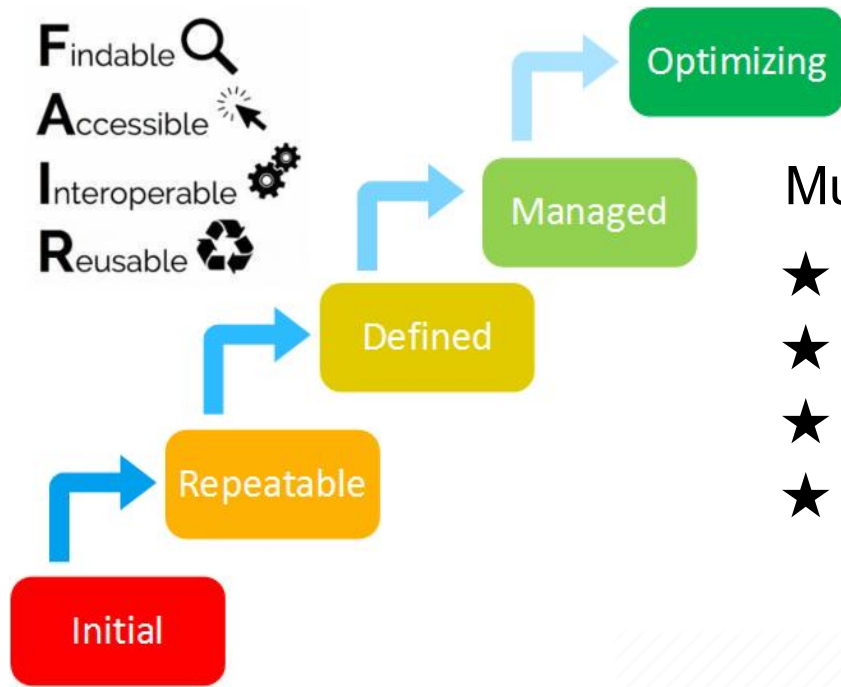 Findable
Accessible
Interoperable
Reusable
Optimizing
Managed
Defined
Repeatable
Initial
★
★
★
★